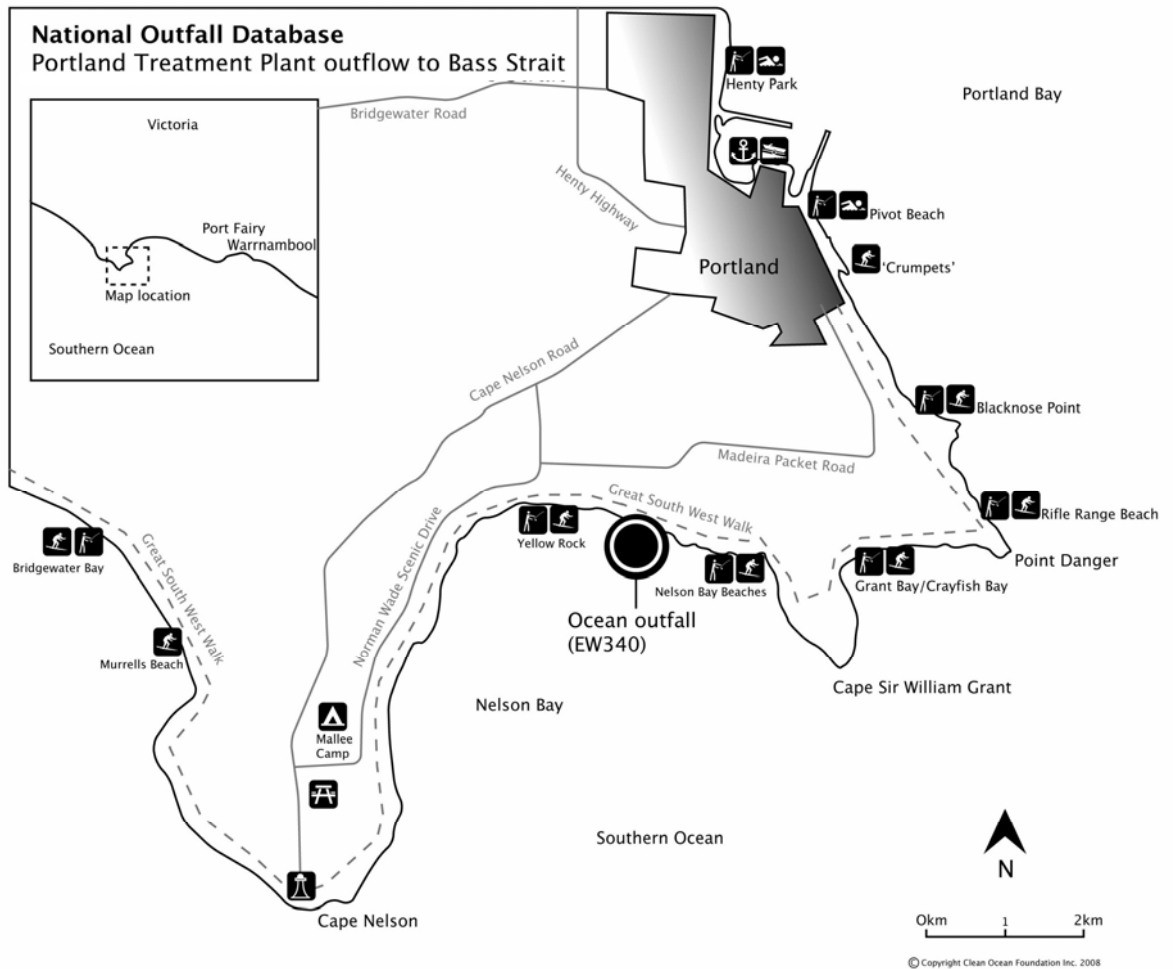 National Outfall Database
Portland Treatment Plant outflow to Bass Strait
Henty Park
Portland Bay
Bridgewater Road
Victoria
Henty Highway
Port Fairy
Warrnambool
Map location
Southern Ocean
Pivot Beach
Portland
'Crumpets'
Cape Nelson Road
Blacknose Point
Madeira Packet Road
Great South West Walk
Norman Wade Scenic Drive
Yellow Rock
Rifle Range Beach
Point Danger
Bridgewater Bay
Great South West Walk
Nelson Bay Beaches
Grant Bay/Crayfish Bay
Ocean outfall
(EW340)
Murrells Beach
Cape Sir William Grant
Nelson Bay
Mallee
Camp
Southern Ocean
N
Cape Nelson
0km 1 2km
© Copyright Clean Ocean Foundation Inc. 2008